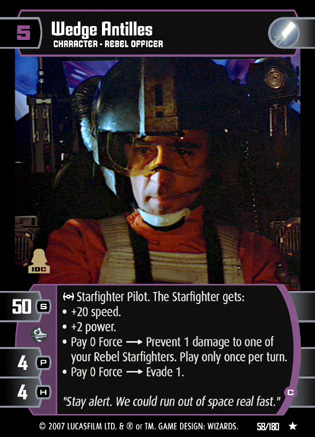 5
Wedge Antilles
CHARACTER - REBEL OFFICER
IDC
50 S
4 P
4 H
Starfighter Pilot. The Starfighter gets:
• +20 speed.
• +2 power.
• Pay 0 Force → Prevent 1 damage to one
of your Rebel Starfighters. Play only once per turn.
• Pay 0 Force → Evade 1.
C
"Stay alert. We could run out of space real fast."
© 2007 LUCASFILM LTD. & ® or TM. GAME DESIGN: WIZARDS.
58/180 ★